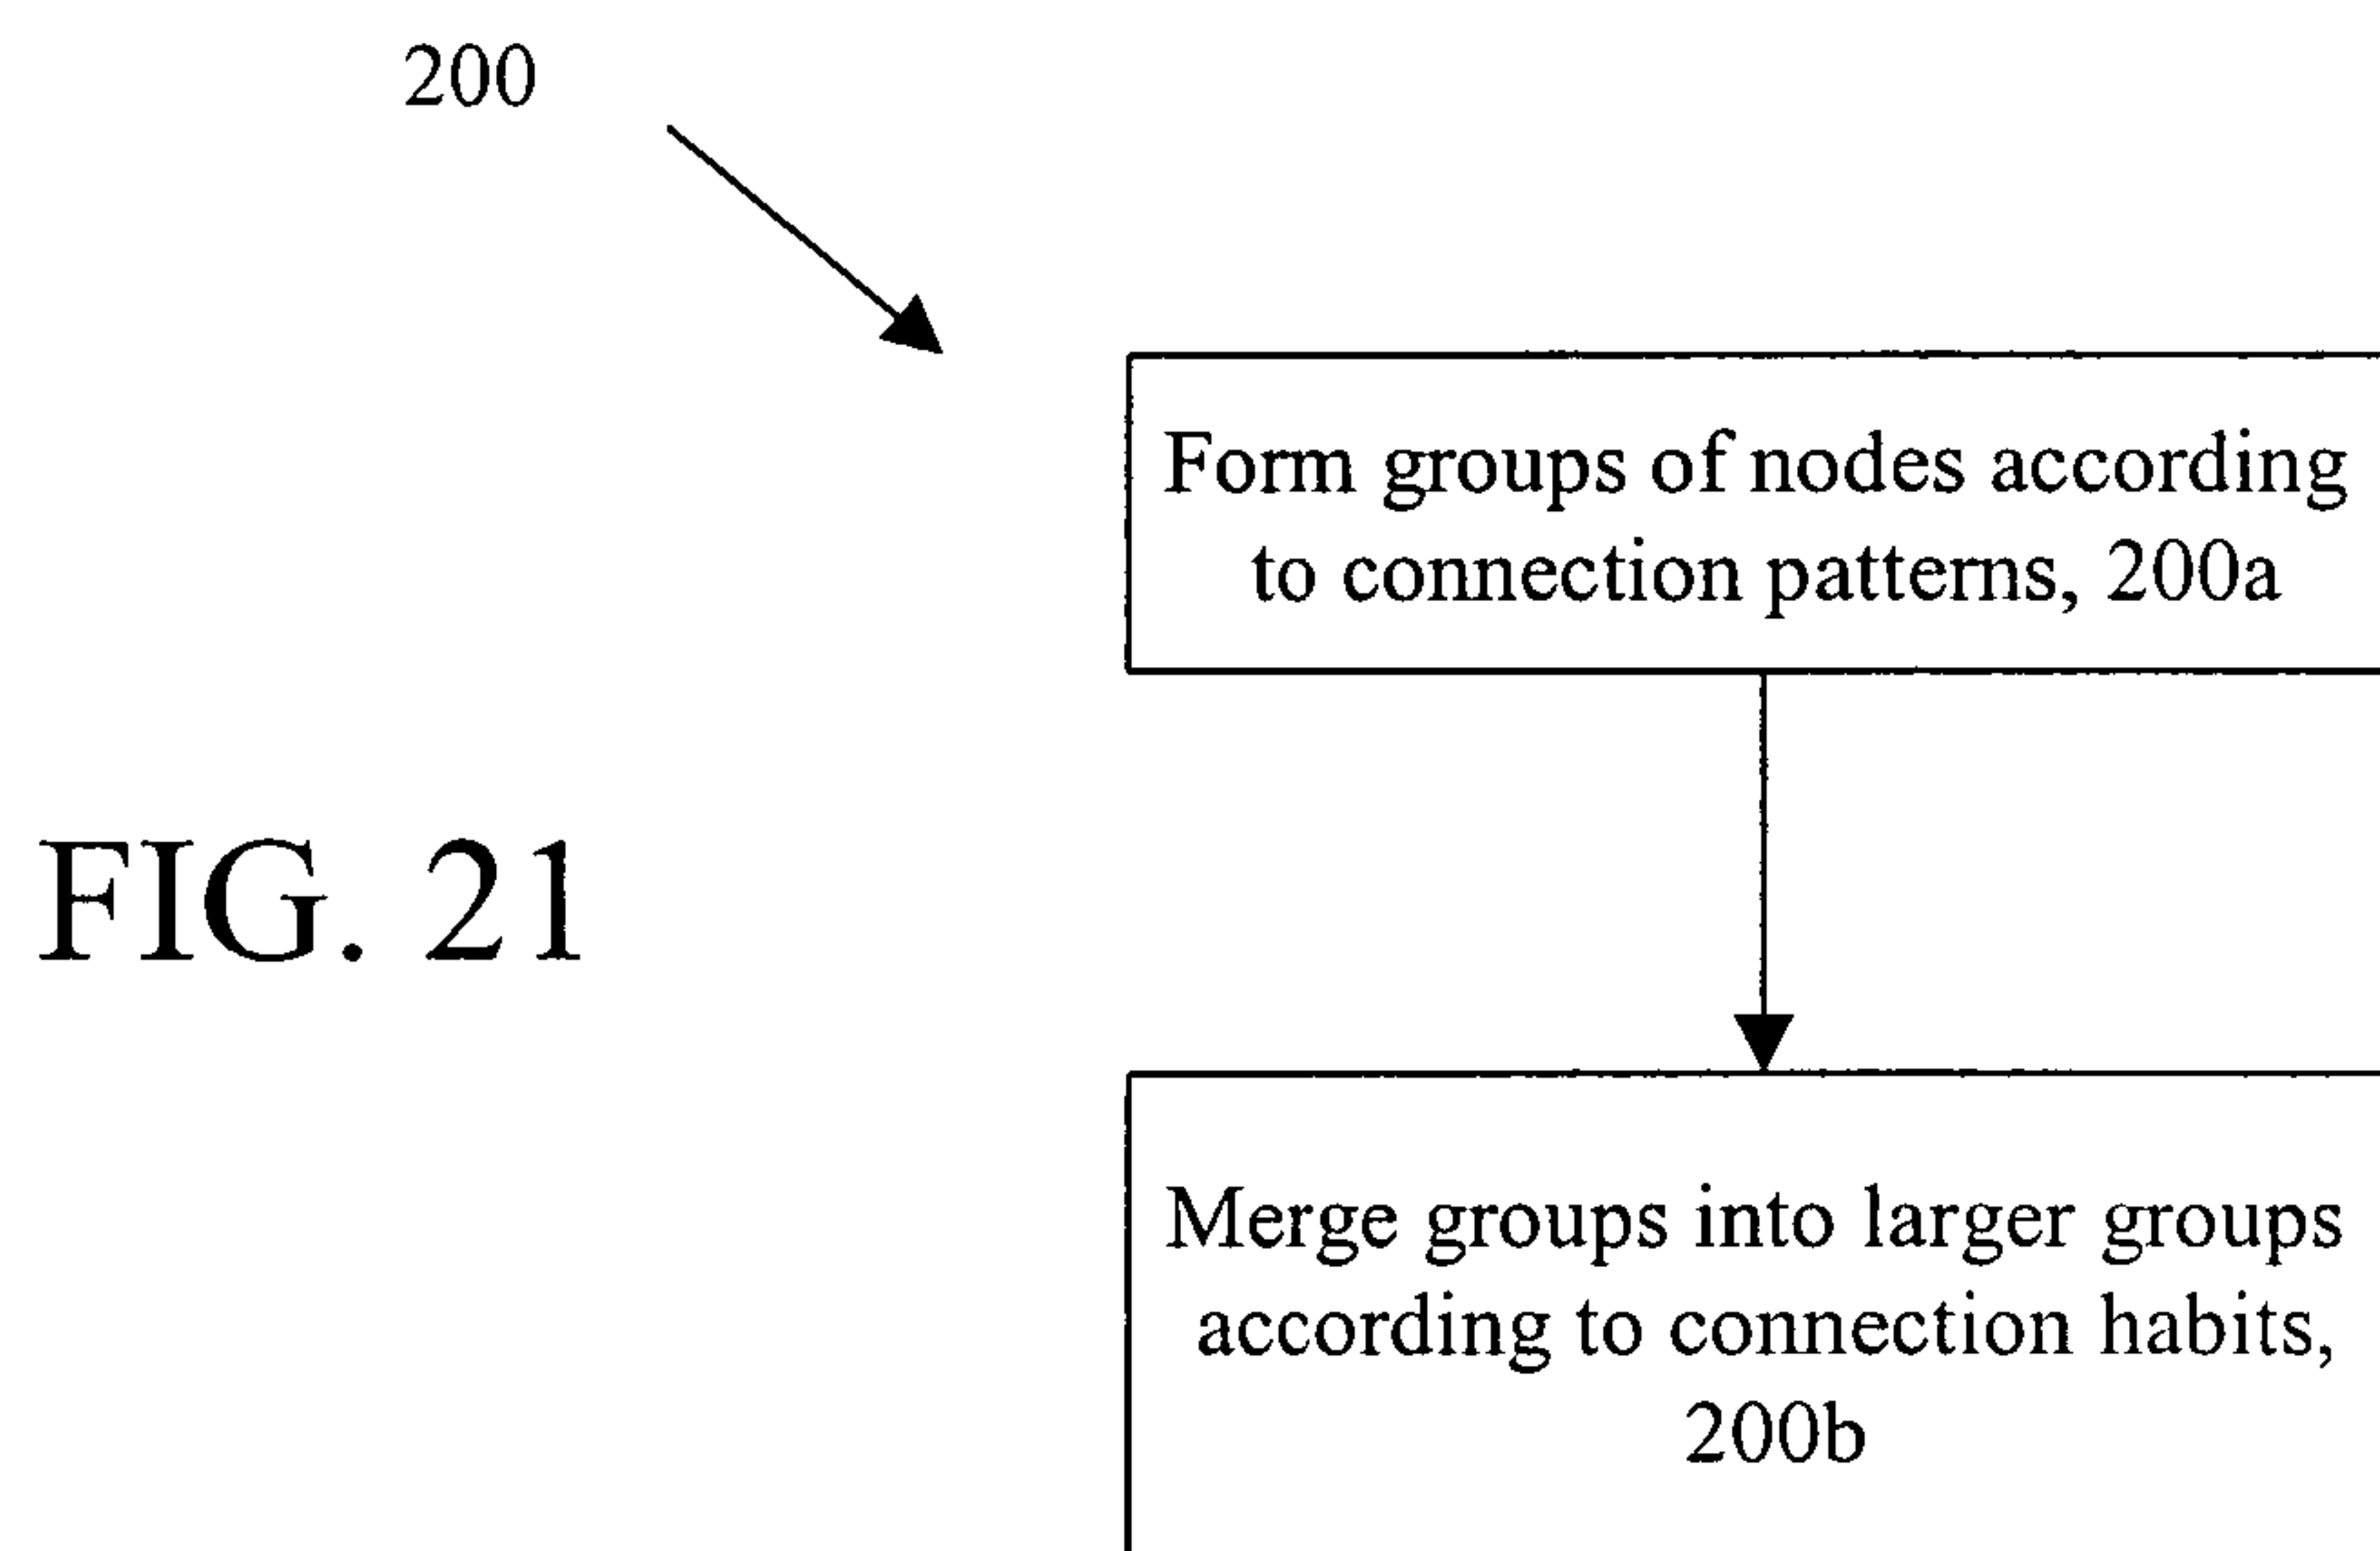 200
Form groups of nodes according
to connection patterns, 200a
FIG. 21
Merge groups into larger groups
according to connection habits,
200b